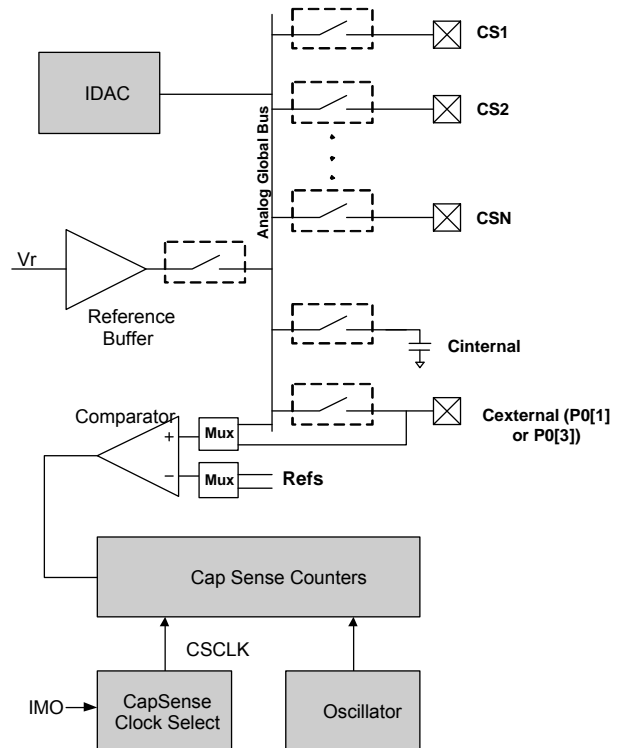 CS1
IDAC
CS2
Analog Global Bus
CSN
Vr
Reference
Buffer
Cinternal
Comparator
Cexternal (P0[1]
or P0[3])
+
Mux
−
Mux
Refs
Cap Sense Counters
CSCLK
IMO
CapSense
Clock Select
Oscillator